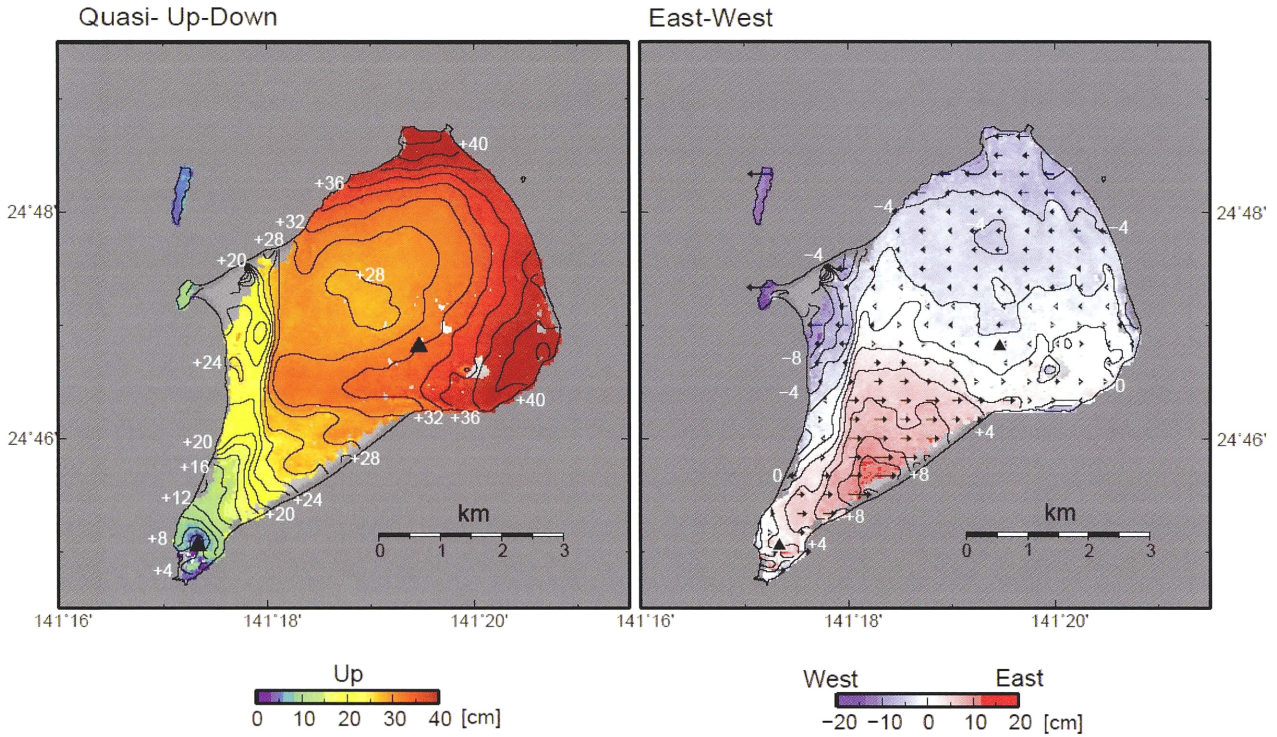 Quasi- Up-Down
East-West
+40
+36
+32
+28
+20
+28
+24
+20
+16
+12
+8
+4
+20
+24
+28
+32
+36
+40
24°48'
24°46'
km
0 1 2 3
141°16' 141°18' 141°20'
Up
0 10 20 30 40 [cm]
-4
-4
-4
-4
-8
-4
0
0
+4
+8
+8
+4
24°48'
24°46'
km
0 1 2 3
141°16' 141°18' 141°20'
West East
−20 −10 0 10 20 [cm]